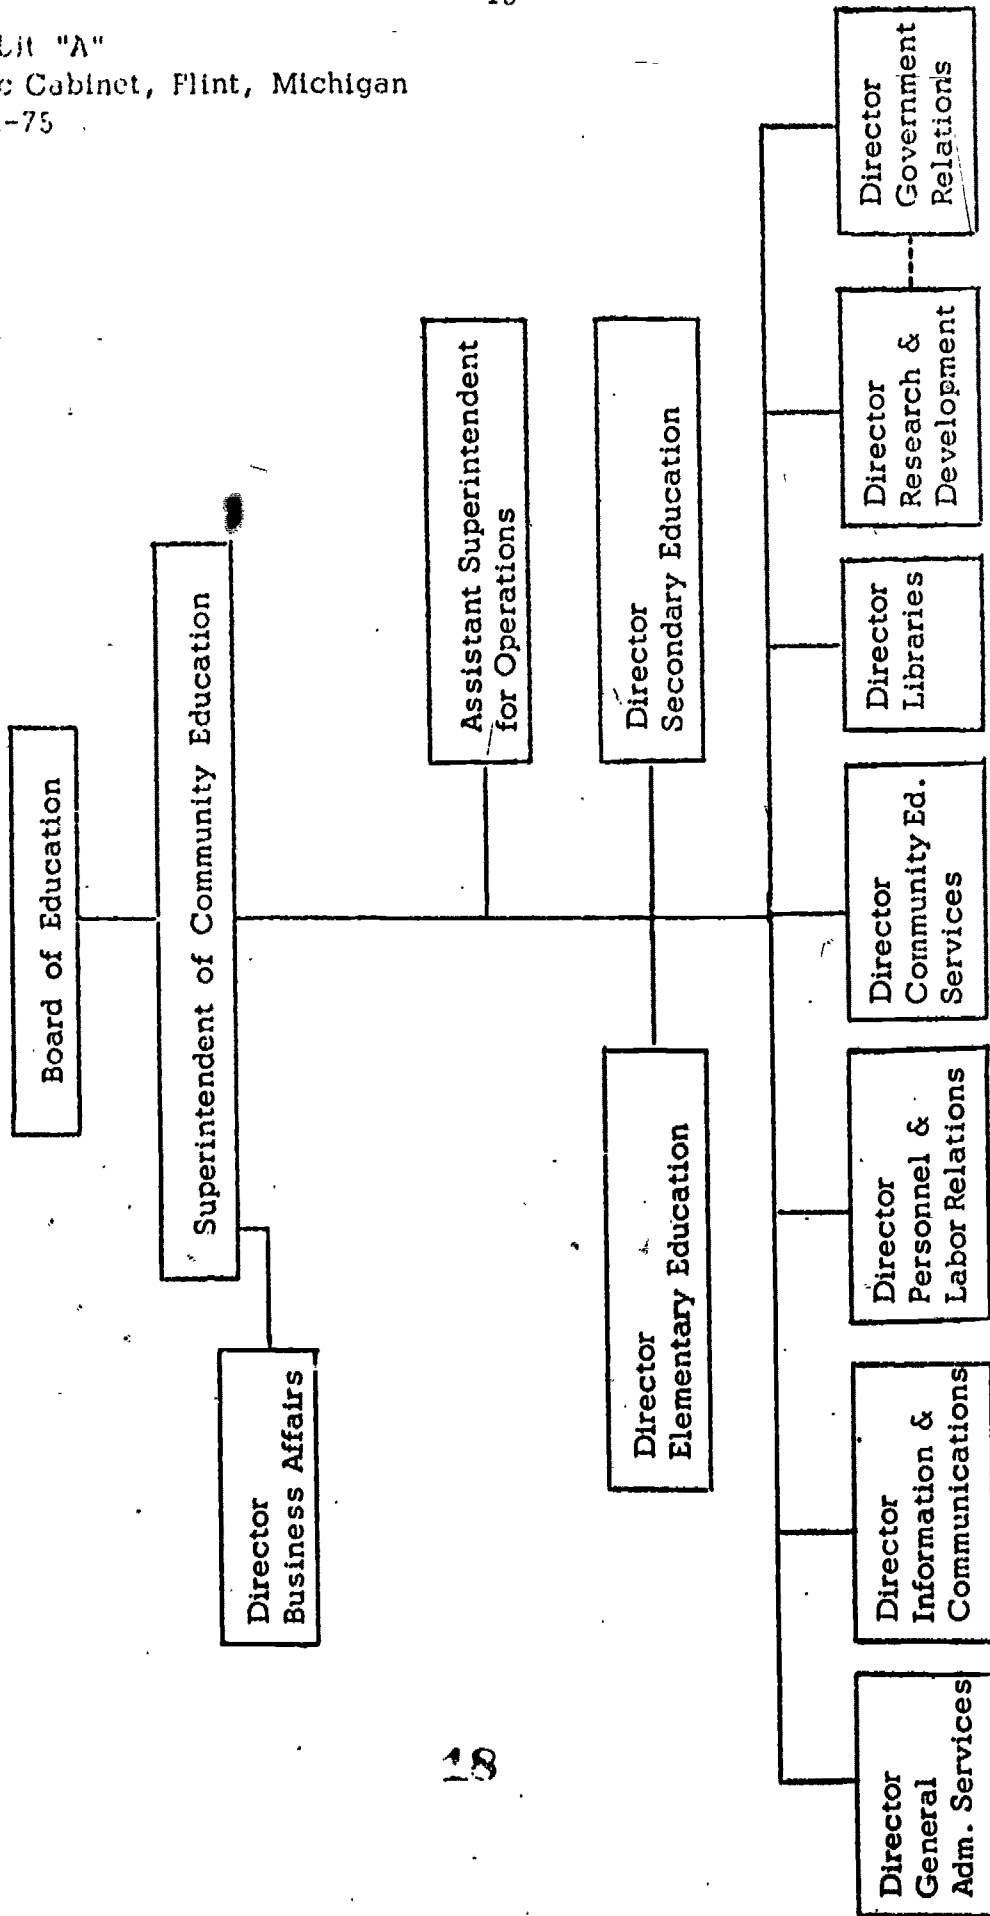 "A"
Cabinet, Flint, Michigan
-75
Board of Education
Superintendent of Community Education
Director
Business Affairs
Assistant Superintendent
for Operations
Director
Elementary Education
Director
Secondary Education
Director
General
Adm. Services
Director
Information &
Communications
Director
Personnel &
Labor Relations
Director
Community Ed.
Services
Director
Libraries
Director
Research &
Development
Director
Government
Relations
18